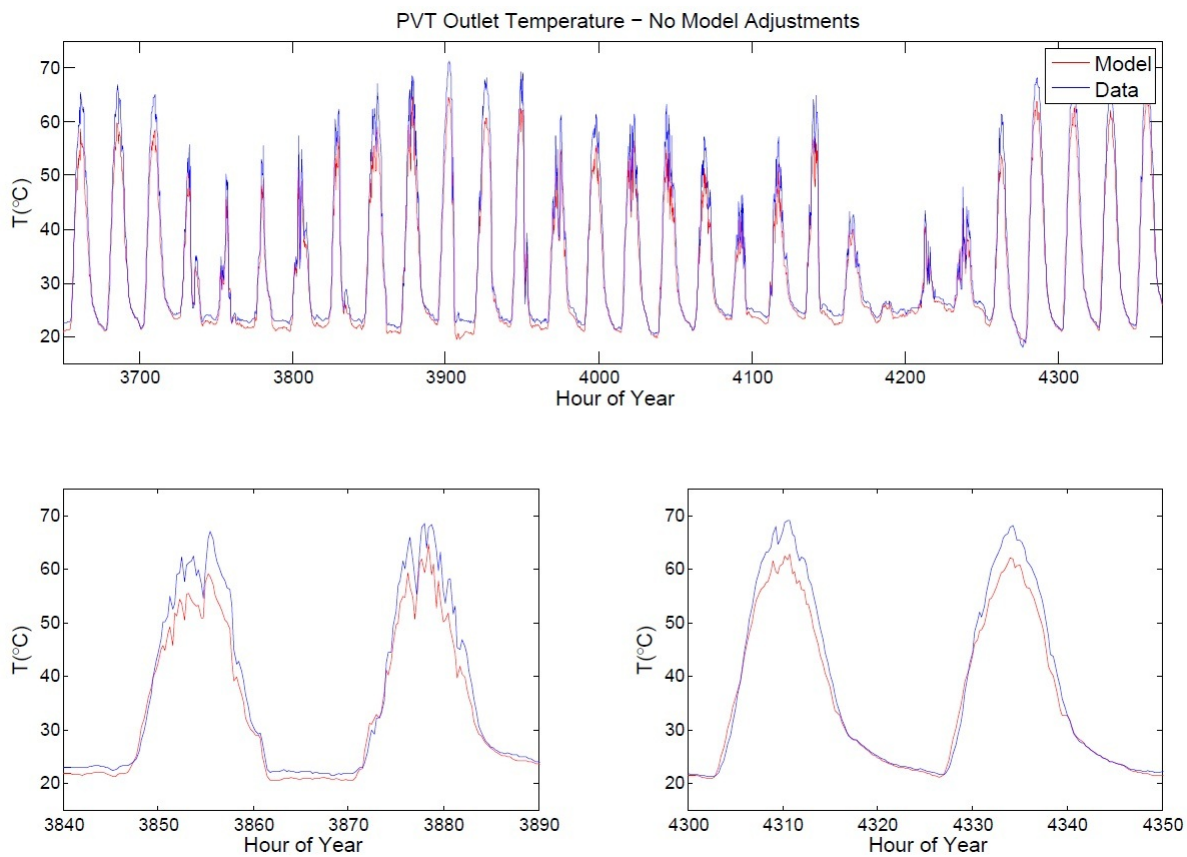 PVT Outlet Temperature − No Model Adjustments
Model
Data
T(°C)
70
60
50
40
30
20
3700 3800 3900 4000 4100 4200 4300
Hour of Year
T(°C)
70
60
50
40
30
20
3840 3850 3860 3870 3880 3890
Hour of Year
T(°C)
70
60
50
40
30
20
4300 4310 4320 4330 4340 4350
Hour of Year